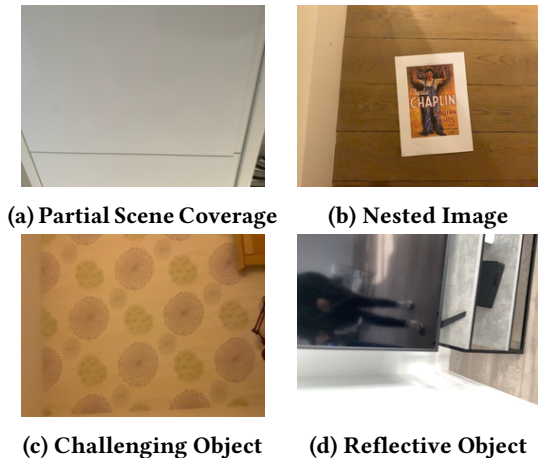 (a) Partial Scene Coverage
(b) Nested Image
CHAPLIN
(c) Challenging Object
(d) Reflective Object